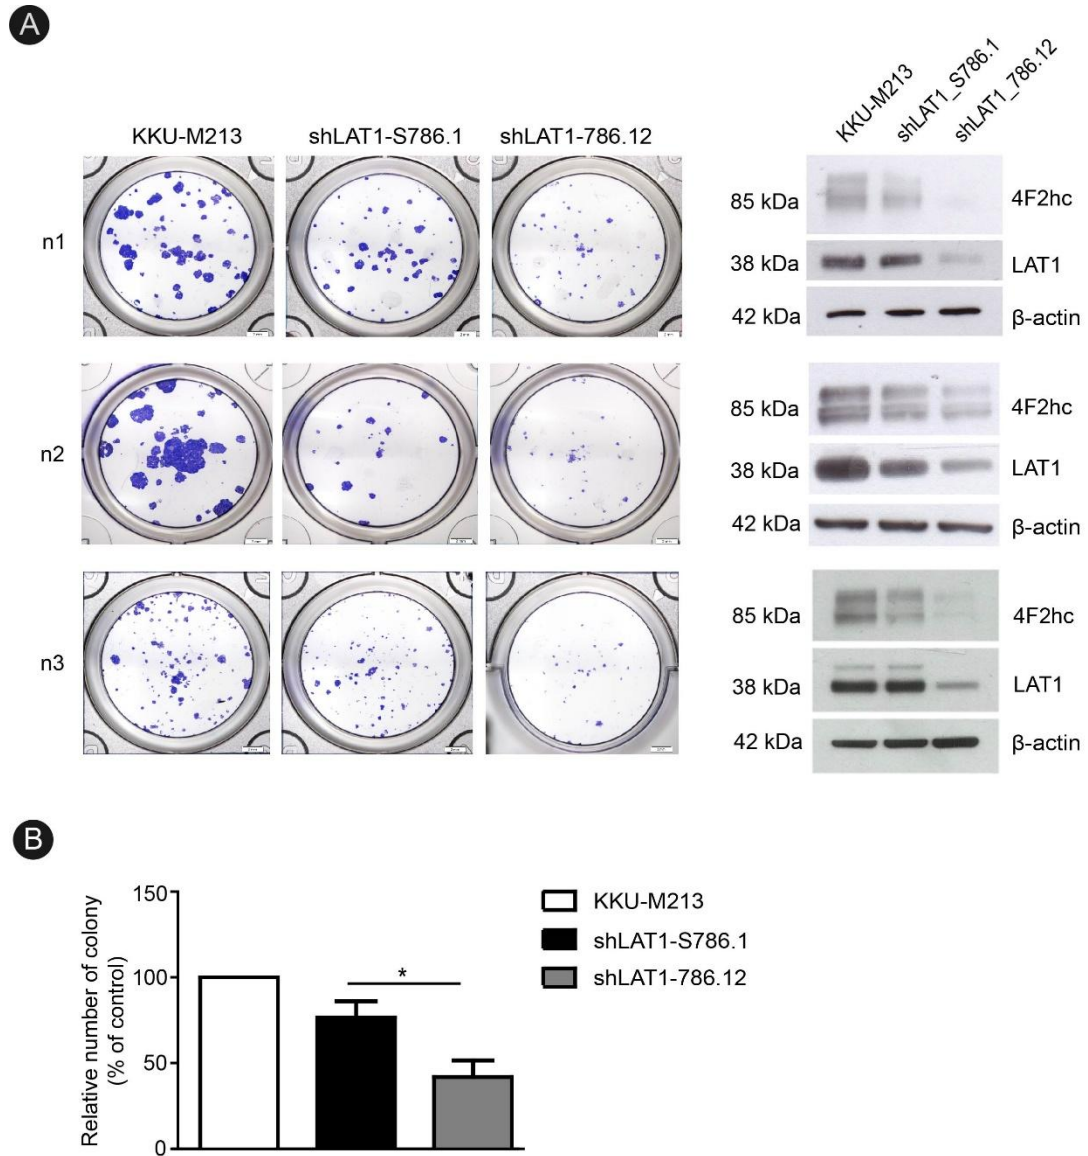 A
KKU-M213
shLAT1-S786.1
shLAT1-786.12
KKU-M213
shLAT1_S786.1
shLAT1_786.12
n1
85 kDa
4F2hc
38 kDa
LAT1
42 kDa
β-actin
n2
85 kDa
4F2hc
38 kDa
LAT1
42 kDa
β-actin
n3
85 kDa
4F2hc
38 kDa
LAT1
42 kDa
β-actin
B
Relative number of colony
(% of control)
150
100
50
0
*
KKU-M213
shLAT1-S786.1
shLAT1-786.12